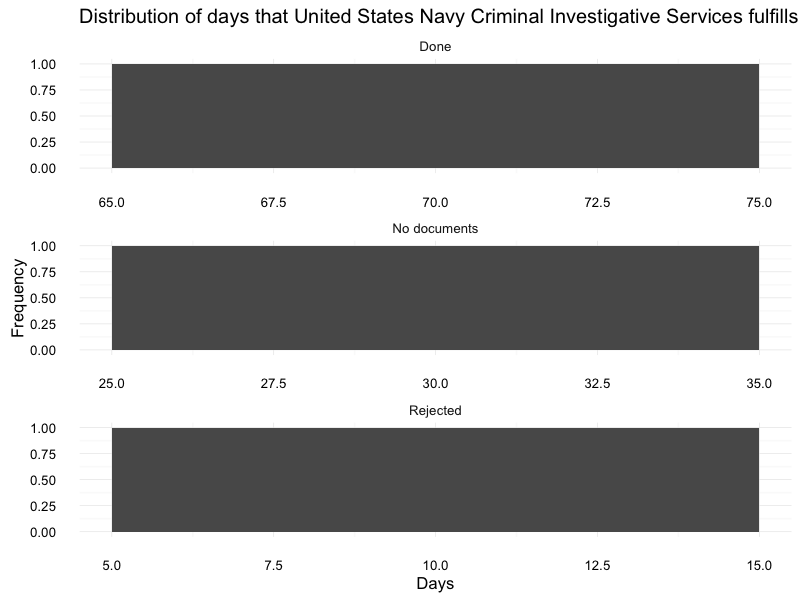 Distribution of days that United States Navy Criminal Investigative Services fulfills
Done
1.00
0.75
0.50
0.25
0.00
65.0 67.5 70.0 72.5 75.0
No documents
1.00
0.75
0.50
0.25
0.00
25.0 27.5 30.0 32.5 35.0
Frequency
Rejected
1.00
0.75
0.50
0.25
0.00
5.0 7.5 10.0 12.5 15.0
Days